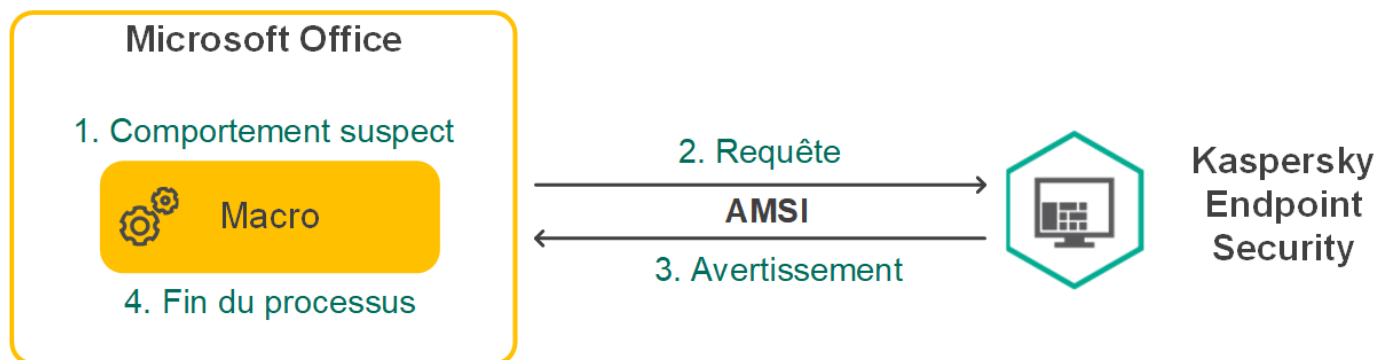 Microsoft Office
1. Comportement suspect
Macro
4. Fin du processus
2. Requête
AMSI
3. Avertissement
Kaspersky
Endpoint
Security